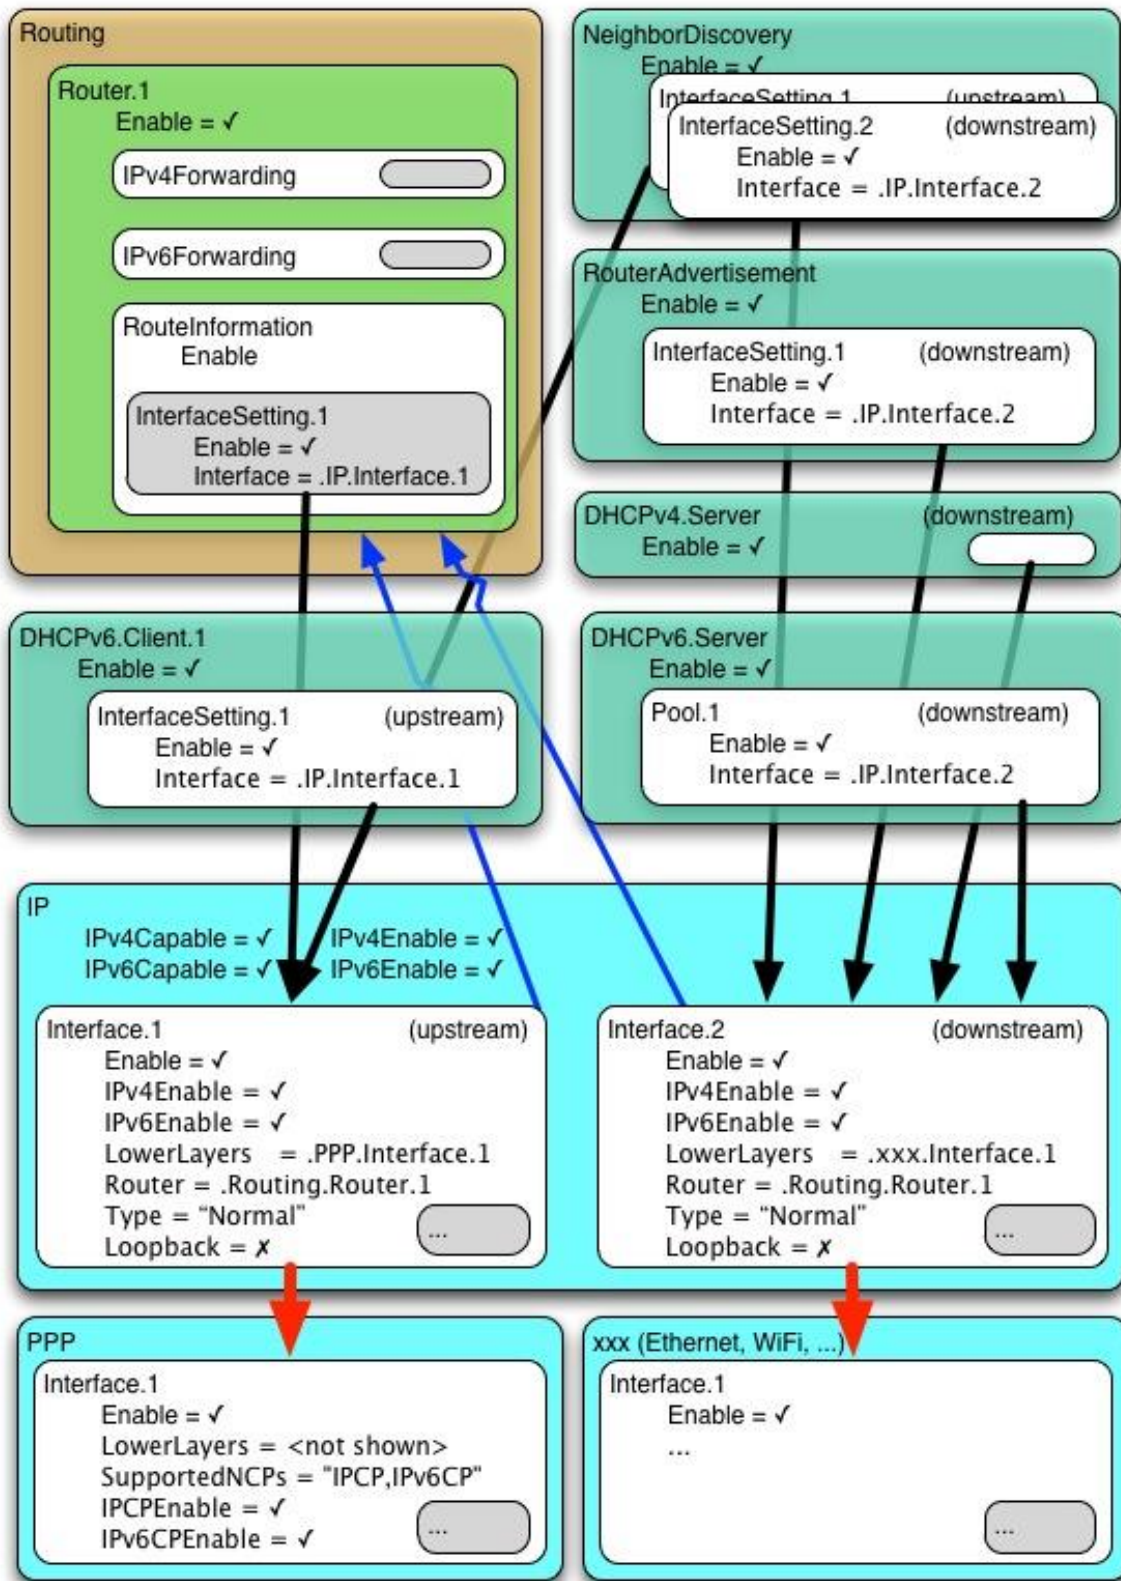 Routing
Router.1
Enable = ✓
IPv4Forwarding
IPv6Forwarding
RouteInformation
Enable
InterfaceSetting.1
Enable = ✓
Interface = .IP.Interface.1
NeighborDiscovery
Enable = ✓
InterfaceSetting.1 (upstream)
InterfaceSetting.2 (downstream)
Enable = ✓
Interface = .IP.Interface.2
RouterAdvertisement
Enable = ✓
InterfaceSetting.1 (downstream)
Enable = ✓
Interface = .IP.Interface.2
DHCPv4.Server (downstream)
Enable = ✓
DHCPv6.Client.1
Enable = ✓
InterfaceSetting.1 (upstream)
Enable = ✓
Interface = .IP.Interface.1
DHCPv6.Server
Enable = ✓
Pool.1 (downstream)
Enable = ✓
Interface = .IP.Interface.2
IP
IPv4Capable = ✓ IPv4Enable = ✓
IPv6Capable = ✓ IPv6Enable = ✓
Interface.1 (upstream)
Enable = ✓
IPv4Enable = ✓
IPv6Enable = ✓
LowerLayers = .PPP.Interface.1
Router = .Routing.Router.1
Type = “Normal”
Loopback = ✗
...
Interface.2 (downstream)
Enable = ✓
IPv4Enable = ✓
IPv6Enable = ✓
LowerLayers = .xxx.Interface.1
Router = .Routing.Router.1
Type = “Normal”
Loopback = ✗
...
PPP
Interface.1
Enable = ✓
LowerLayers = <not shown>
SupportedNCPs = "IPCP,IPv6CP"
IPCPEnable = ✓
IPv6CPEnable = ✓
...
xxx (Ethernet, WiFi, ...)
Interface.1
Enable = ✓
...
...